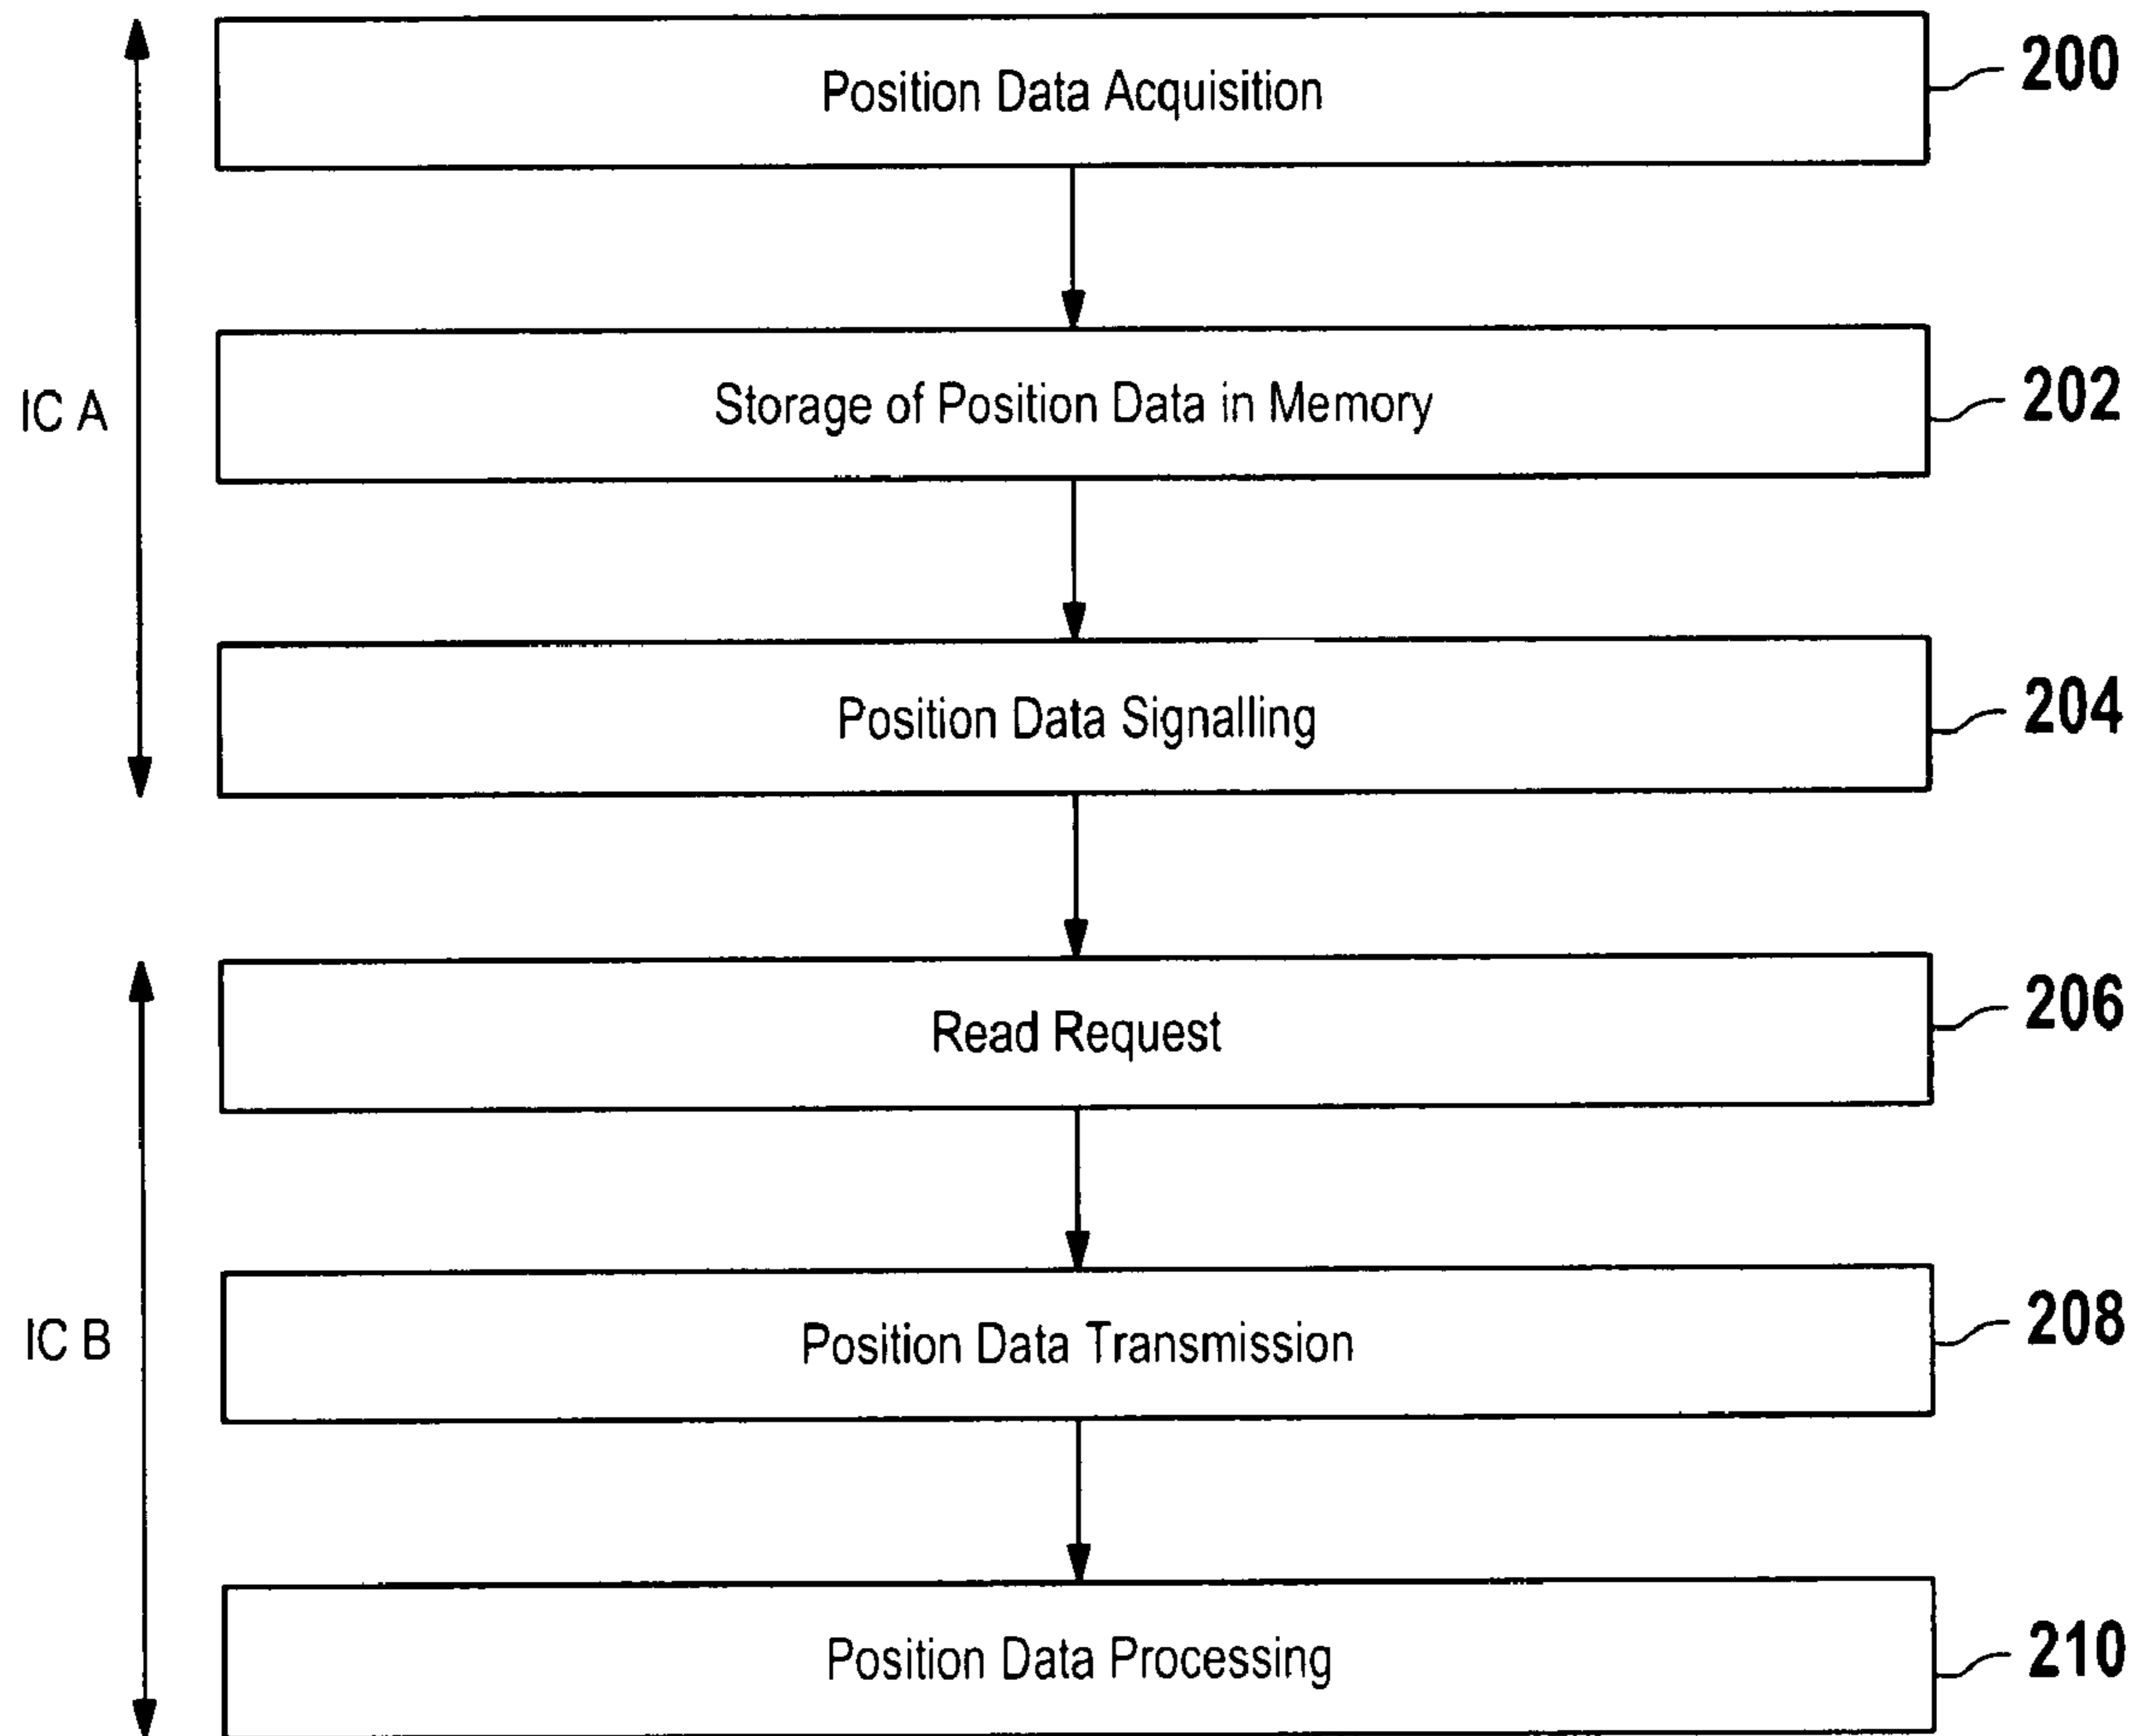 Position Data Acquisition
200
IC A
Storage of Position Data in Memory
202
Position Data Signalling
204
Read Request
206
IC B
Position Data Transmission
208
Position Data Processing
210